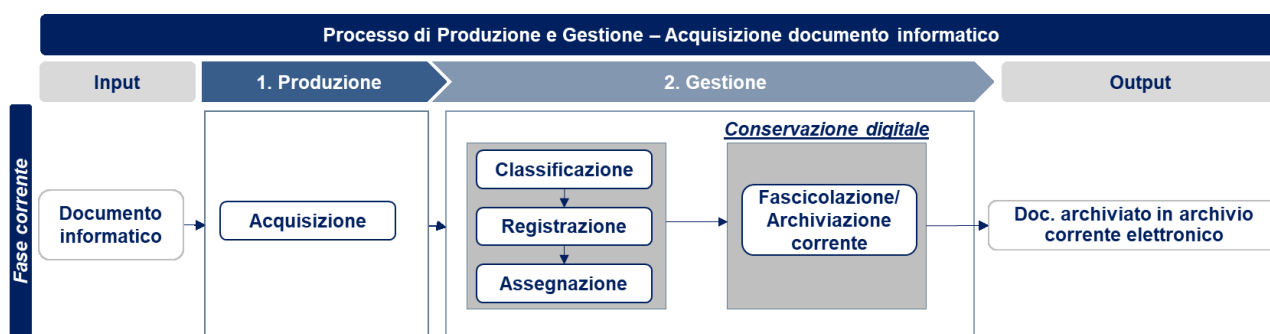 Processo di Produzione e Gestione – Acquisizione documento informatico
Input
1. Produzione
2. Gestione
Output
Fase corrente
Documento
informatico
Acquisizione
Classificazione
Registrazione
Assegnazione
Conservazione digitale
Fascicolazione/
Archiviazione
corrente
Doc. archiviato in archivio
corrente elettronico